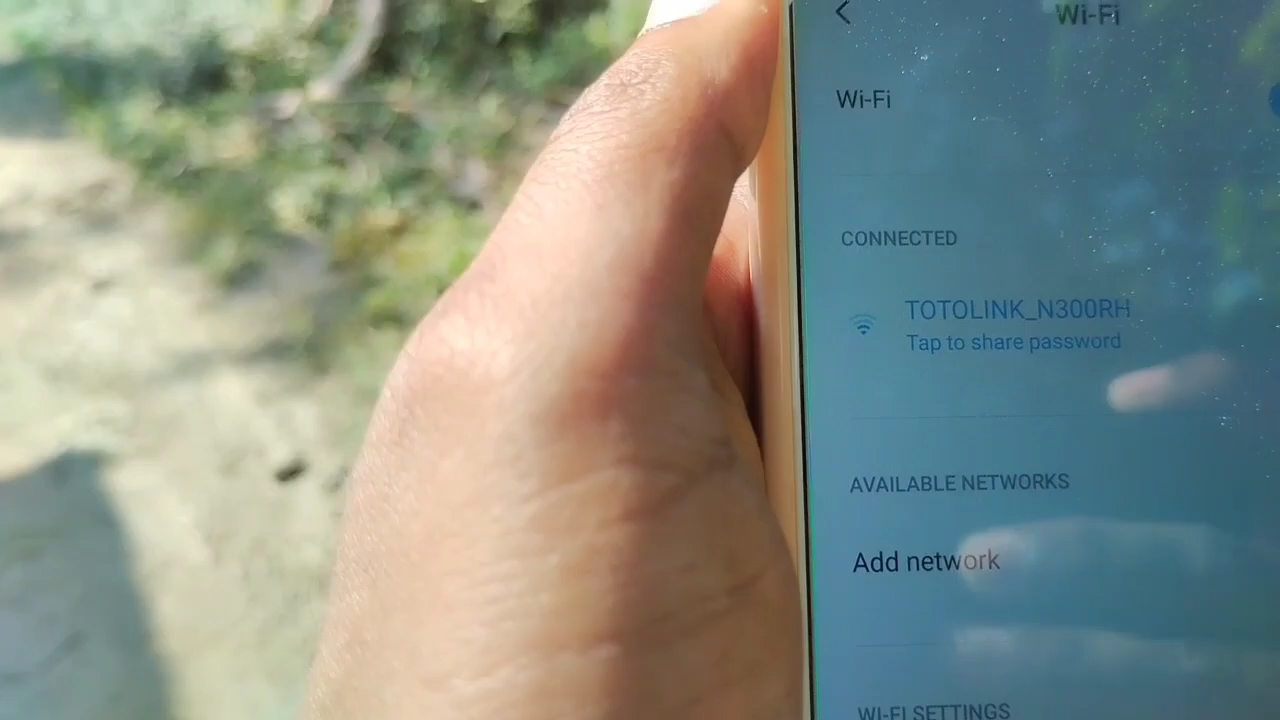 Wi-Fi
Wi-Fi
CONNECTED
TOTOLINK_N300RH
Tap to share password
AVAILABLE NETWORKS
Add network
WI-FI SETTINGS